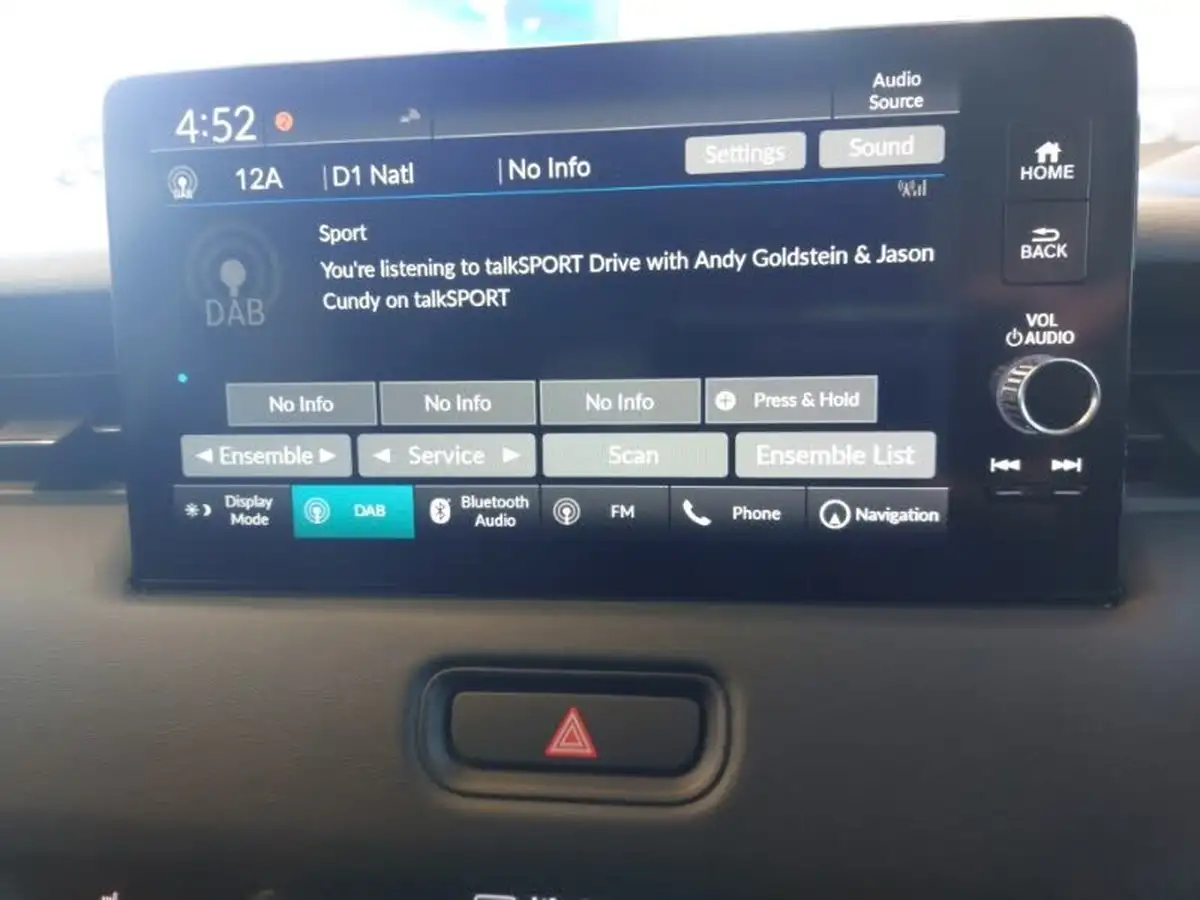 4:52
2
Audio
Source
12A
D1 Natl
No Info
Settings
Sound
DAB
Sport
You're listening to talkSPORT Drive with Andy Goldstein & Jason
Cundy on talkSPORT
DAB
No Info
No Info
No Info
Press & Hold
Ensemble
Service
Scan
Ensemble List
Display
Mode
DAB
Bluetooth
Audio
FM
Phone
Navigation
HOME
BACK
VOL
AUDIO